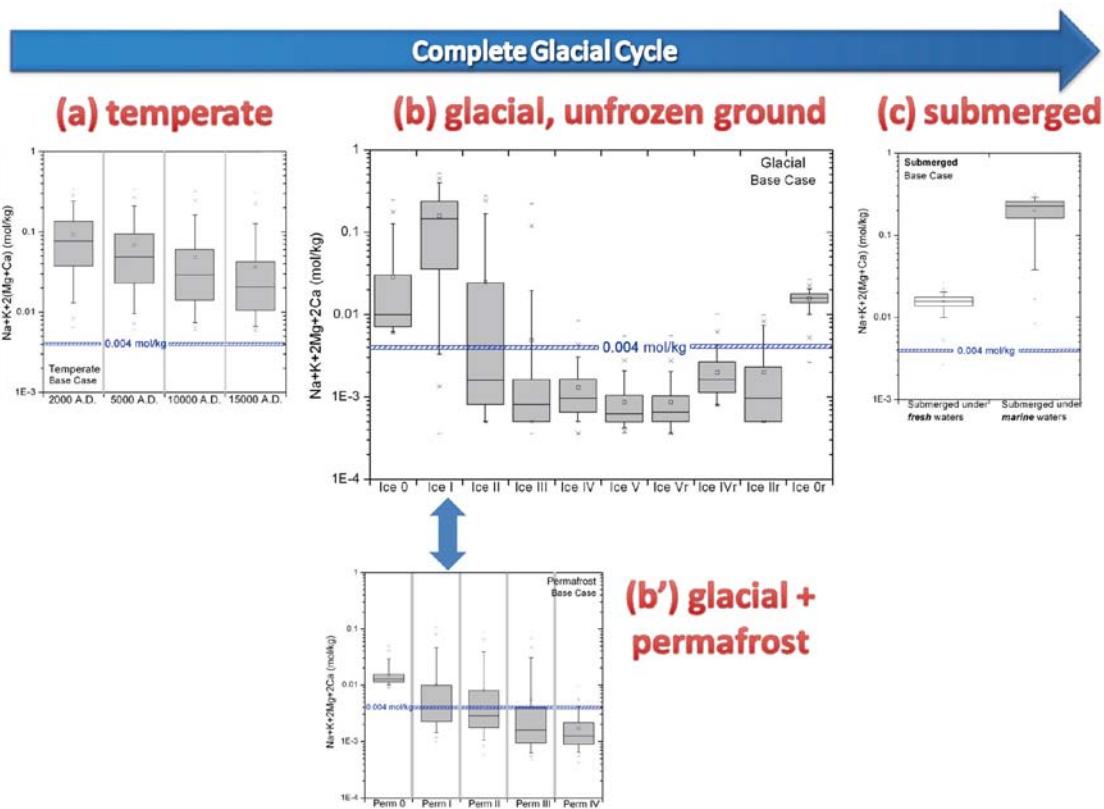 Complete Glacial Cycle
(a) temperate
(b) glacial, unfrozen ground
(c) submerged
1
0.1
0.01
1E-3
Na+K+2(Mg+Ca) (mol/kg)
0.004 mol/kg
Temperate
Base Case
2000 A.D. 5000 A.D. 10000 A.D. 15000 A.D.
1
0.1
0.01
1E-3
1E-4
Na+K+2Mg+2Ca (mol/kg)
Glacial
Base Case
0.004 mol/kg
Ice 0 Ice I Ice II Ice III Ice IV Ice V Ice Vr Ice IVr Ice IIr Ice 0r
1
0.1
0.01
1E-3
Na+K+2(Mg+Ca) (mol/kg)
Submerged
Base Case
0.004 mol/kg
Submerged under
fresh waters
Submerged under
marine waters
(b') glacial +
permafrost
1
0.1
0.01
1E-3
1E-4
Na+K+2Mg+2Ca (mol/kg)
Permafrost
Base Case
0.004 mol/kg
Perm 0 Perm I Perm II Perm III Perm IV